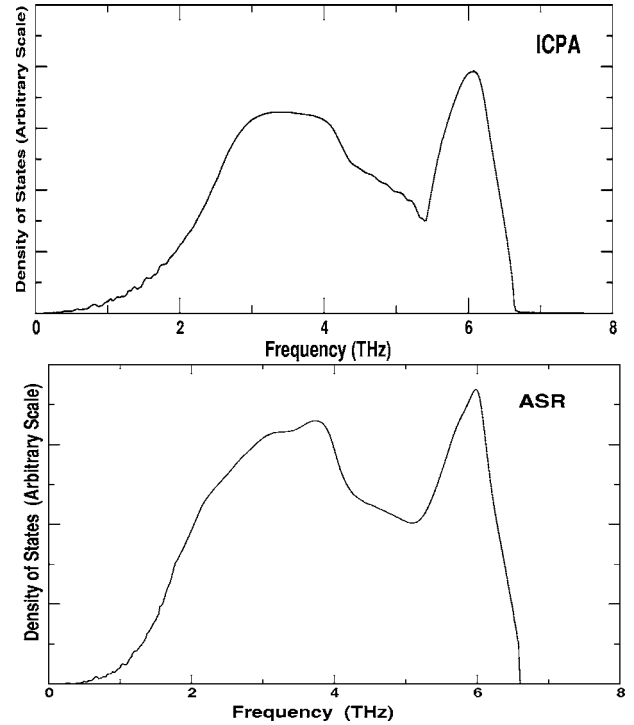 ICPA
Density of States (Arbitrary Scale)
0 2 4 6 8
Frequency (THz)
ASR
Density of States (Arbitrary Scale)
0 2 4 6 8
Frequency (THz)